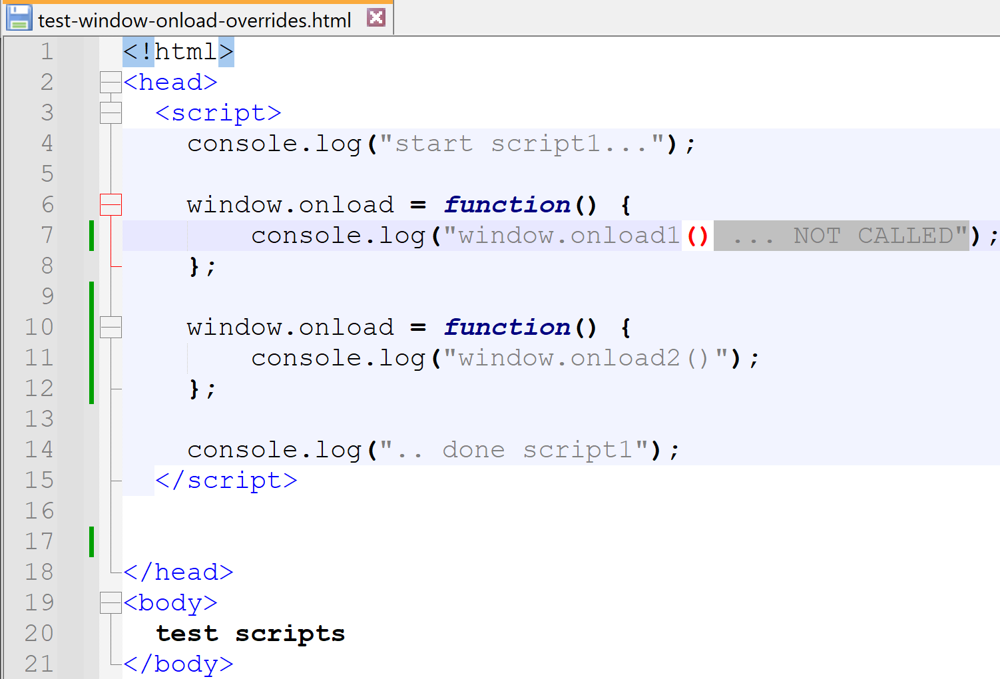 test-window-onload-overrides.html
1 <!html>
2 <head>
3   <script>
4     console.log("start script1...");
5
6     window.onload = function() {
7         console.log("window.onload1() ... NOT CALLED");
8     };
9
10     window.onload = function() {
11         console.log("window.onload2()");
12     };
13
14     console.log(".. done script1");
15   </script>
16
17
18 </head>
19 <body>
20   test scripts
21 </body>